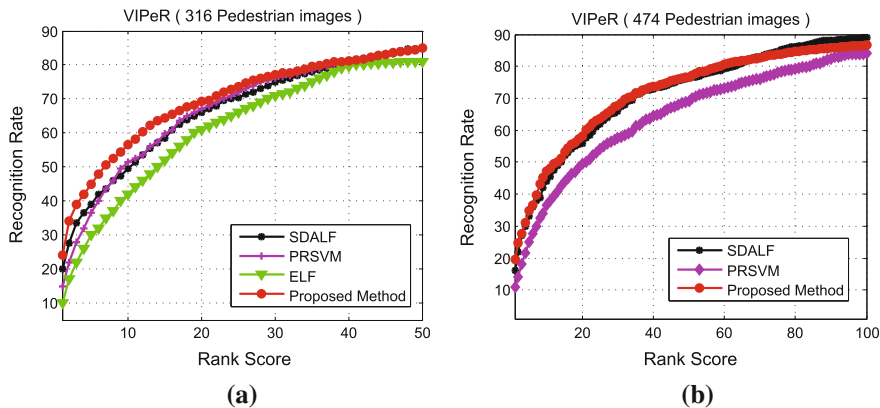 VIPeR ( 316 Pedestrian images )
90
80
70
60
50
40
30
20
10
Recognition Rate
SDALF
PRSVM
ELF
Proposed Method
10
20
30
40
50
Rank Score
(a)
VIPeR ( 474 Pedestrian images )
90
80
70
60
50
40
30
20
10
Recognition Rate
SDALF
PRSVM
Proposed Method
20
40
60
80
100
Rank Score
(b)